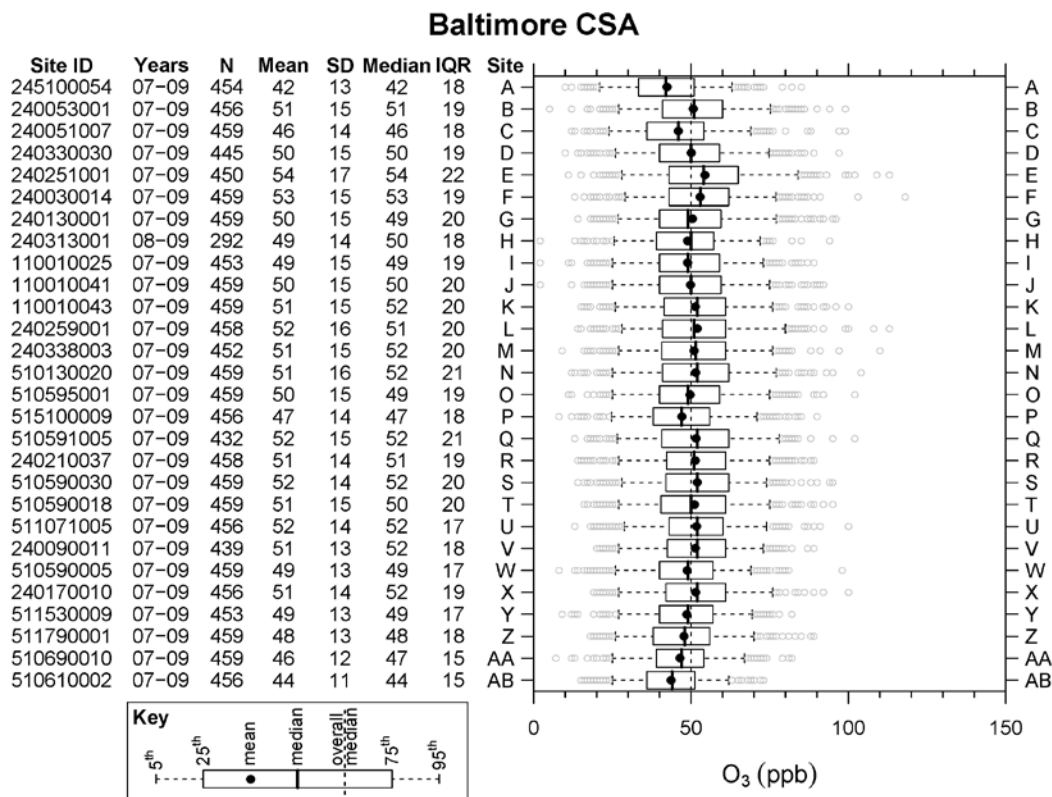 Baltimore CSA
Site ID Years N Mean SD Median IQR Site
245100054 07−09 454 42 13 42 18 A A
240053001 07−09 456 51 15 51 19 B B
240051007 07−09 459 46 14 46 18 C C
240330030 07−09 445 50 15 50 19 D D
240251001 07−09 450 54 17 54 22 E E
240030014 07−09 459 53 15 53 19 F F
240130001 07−09 459 50 15 49 20 G G
240313001 08−09 292 49 14 50 18 H H
110010025 07−09 453 49 15 49 19 I I
110010041 07−09 459 50 15 50 20 J J
110010043 07−09 459 51 15 52 20 K K
240259001 07−09 458 52 16 51 20 L L
240338003 07−09 452 51 15 52 20 M M
510130020 07−09 459 51 16 52 21 N N
510595001 07−09 459 50 15 49 19 O O
515100009 07−09 456 47 14 47 18 P P
510591005 07−09 432 52 15 52 21 Q Q
240210037 07−09 458 51 14 51 19 R R
510590030 07−09 459 52 14 52 20 S S
510590018 07−09 459 51 15 50 20 T T
511071005 07−09 456 52 14 52 17 U U
240090011 07−09 439 51 13 52 18 V V
510590005 07−09 459 49 13 49 17 W W
240170010 07−09 456 51 14 52 19 X X
511530009 07−09 453 49 13 49 17 Y Y
511790001 07−09 459 48 13 48 18 Z Z
510690010 07−09 459 46 12 47 15 AA AA
510610002 07−09 456 44 11 44 15 AB AB
0 50 100 150
O3 (ppb)
Key
5th
25th
mean
median
overall
median
75th
95th